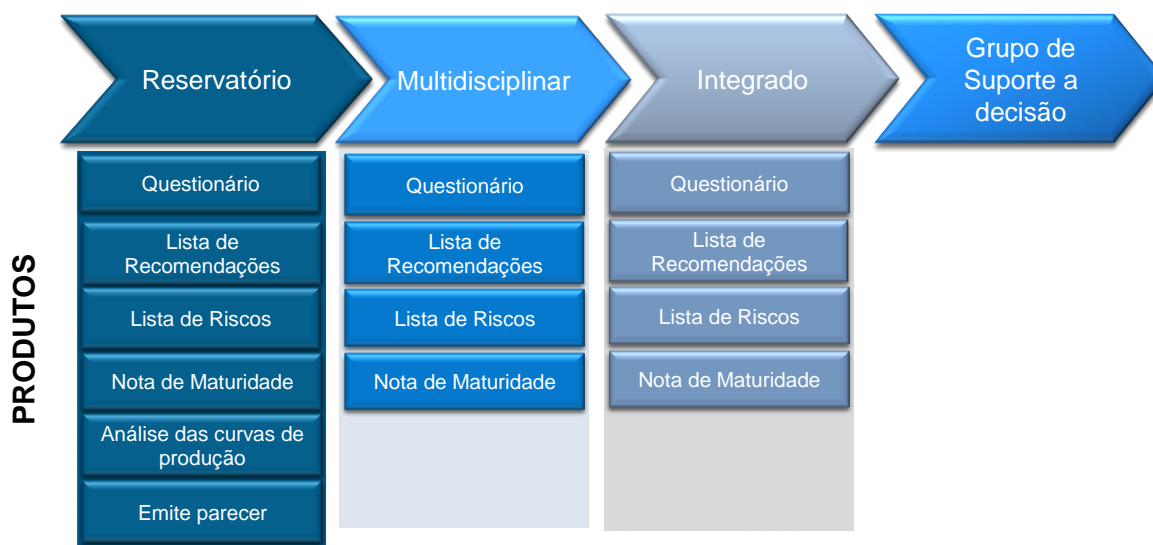 Reservatório
Multidisciplinar
Integrado
Grupo de
Suporte a
decisão
PRODUTOS
Questionário
Lista de
Recomendações
Lista de Riscos
Nota de Maturidade
Análise das curvas de
produção
Emite parecer
Questionário
Lista de
Recomendações
Lista de Riscos
Nota de Maturidade
Questionário
Lista de
Recomendações
Lista de Riscos
Nota de Maturidade